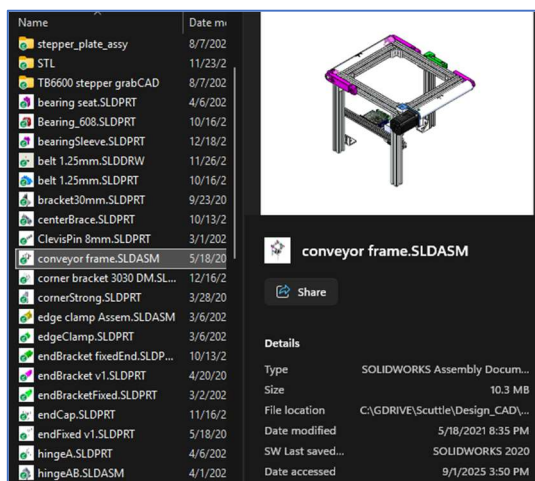 Name Date m
stepper_plate_assy 8/7/202
STL 11/23/2
TB6600 stepper grabCAD 8/7/202
bearing seat.SLDPRT 4/6/202
Bearing_608.SLDPRT 10/16/2
bearingSleeve.SLDPRT 12/18/2
belt 1.25mm.SLDDRW 11/26/2
belt 1.25mm.SLDPRT 10/16/2
bracket30mm.SLDPRT 9/23/20
centerBrace.SLDPRT 10/13/2
ClevisPin 8mm.SLDPRT 3/1/202
conveyor frame.SLDASM 5/18/20
corner bracket 3030 DM.SL... 12/16/2
cornerStrong.SLDPRT 3/28/20
edge clamp Assem.SLDASM 3/6/202
edgeClamp.SLDPRT 3/6/202
endBracket fixedEnd.SLDP... 10/13/2
endBracket v1.SLDPRT 4/20/20
endBracketFixed.SLDPRT 3/2/202
endCap.SLDPRT 11/16/2
endFixed v1.SLDPRT 5/18/20
hingeA.SLDPRT 4/6/202
hingeAB.SLDASM 4/1/202
conveyor frame.SLDASM
Share
Details
Type SOLIDWORKS Assembly Docum...
Size 10.3 MB
File location C:\GDRIVE\Scuttle\Design_CAD\...
Date modified 5/18/2021 8:35 PM
SW Last saved... SOLIDWORKS 2020
Date accessed 9/1/2025 3:50 PM